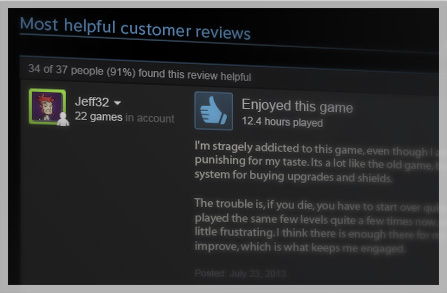 Most helpful customer reviews
34 of 37 people (91%) found this review helpful
Jeff32
22 games in account
Enjoyed this game
12.4 hours played
I'm stragely addicted to this game, even though I a
punishing for my taste. Its a lot like the old game, t
system for buying upgrades and shields.
The trouble is, if you die, you have to start over qui
played the same few levels quite a few times now
little frustrating. I think there is enough there for m
improve, which is what keeps me engaged.
Posted: July 23, 2015